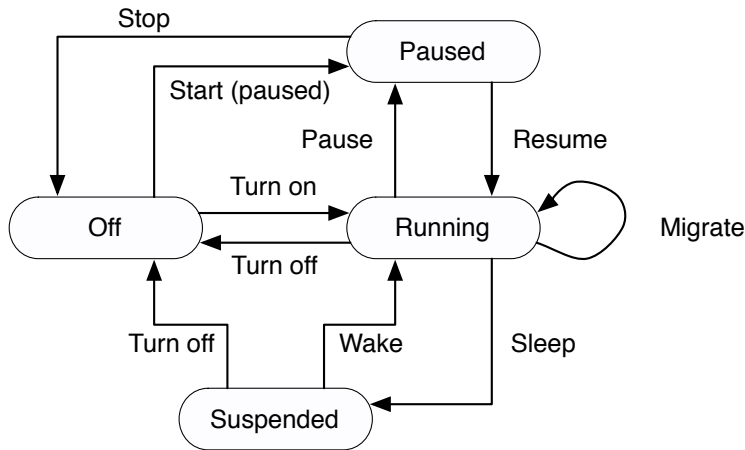 Stop
Paused
Start (paused)
Pause
Resume
Turn on
Off
Running
Migrate
Turn off
Turn off
Wake
Sleep
Suspended